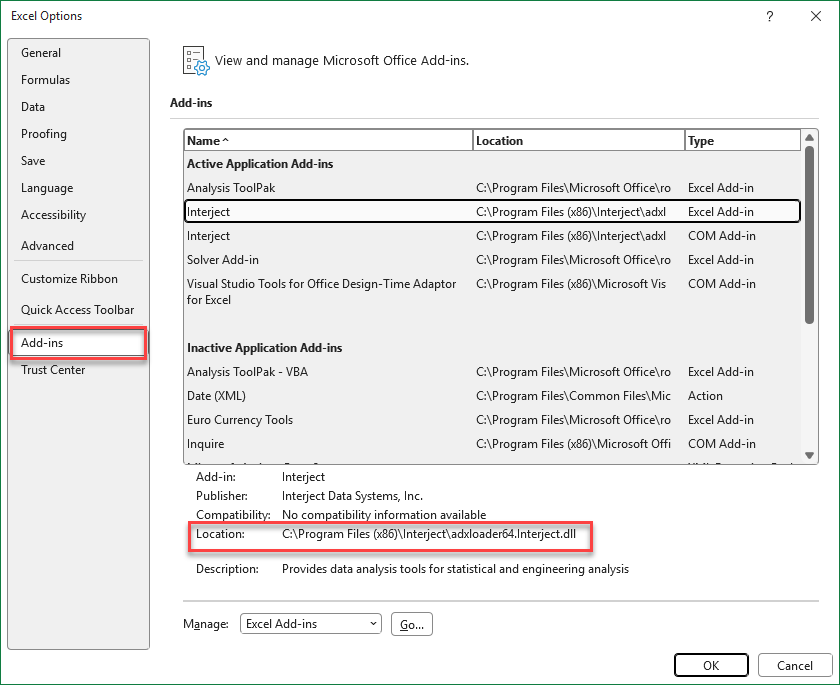 Excel Options
?
General
Formulas
Data
Proofing
Save
Language
Accessibility
Advanced
Customize Ribbon
Quick Access Toolbar
Add-ins
Trust Center
View and manage Microsoft Office Add-ins.
Add-ins
Name Location Type
Active Application Add-ins
Analysis ToolPak C:\Program Files\Microsoft Office\ro Excel Add-in
Interject C:\Program Files (x86)\Interject\adxl Excel Add-in
Interject C:\Program Files (x86)\Interject\adxl COM Add-in
Solver Add-in C:\Program Files\Microsoft Office\ro Excel Add-in
Visual Studio Tools for Office Design-Time Adaptor C:\Program Files (x86)\Microsoft Vis COM Add-in
for Excel
Inactive Application Add-ins
Analysis ToolPak - VBA C:\Program Files\Microsoft Office\ro Excel Add-in
Date (XML) C:\Program Files\Common Files\Mic Action
Euro Currency Tools C:\Program Files\Microsoft Office\ro Excel Add-in
Inquire C:\Program Files (x86)\Microsoft Offi COM Add-in
Add-in: Interject
Publisher: Interject Data Systems, Inc.
Compatibility: No compatibility information available
Location: C:\Program Files (x86)\Interject\adxloader64.Interject.dll
Description: Provides data analysis tools for statistical and engineering analysis
Manage: Excel Add-ins Go...
OK Cancel